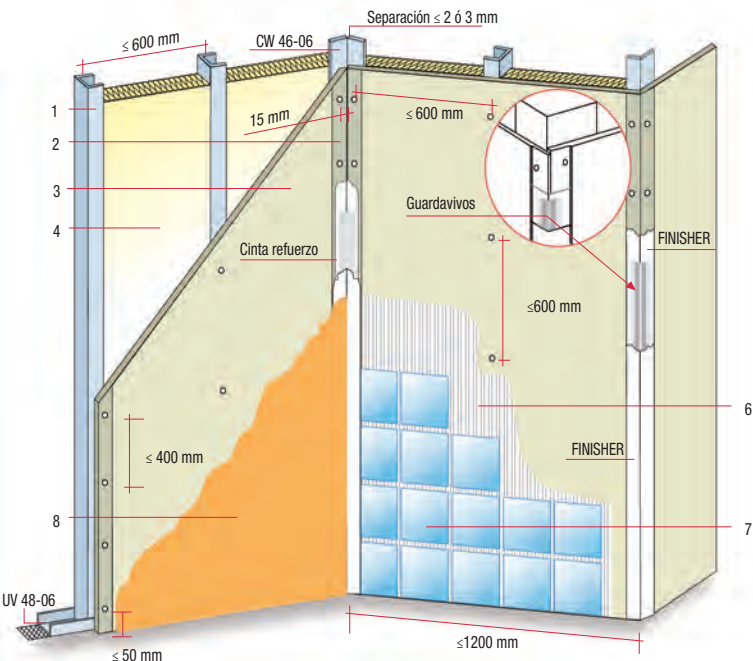 Separación ≤ 2 ó 3 mm
≤ 600 mm
CW 46-06
1
15 mm
≤ 600 mm
2
3
4
Guardavivos
Cinta refuerzo
FINISHER
≤600 mm
6
≤ 400 mm
FINISHER
8
7
UV 48-06
≤ 50 mm
≤1200 mm